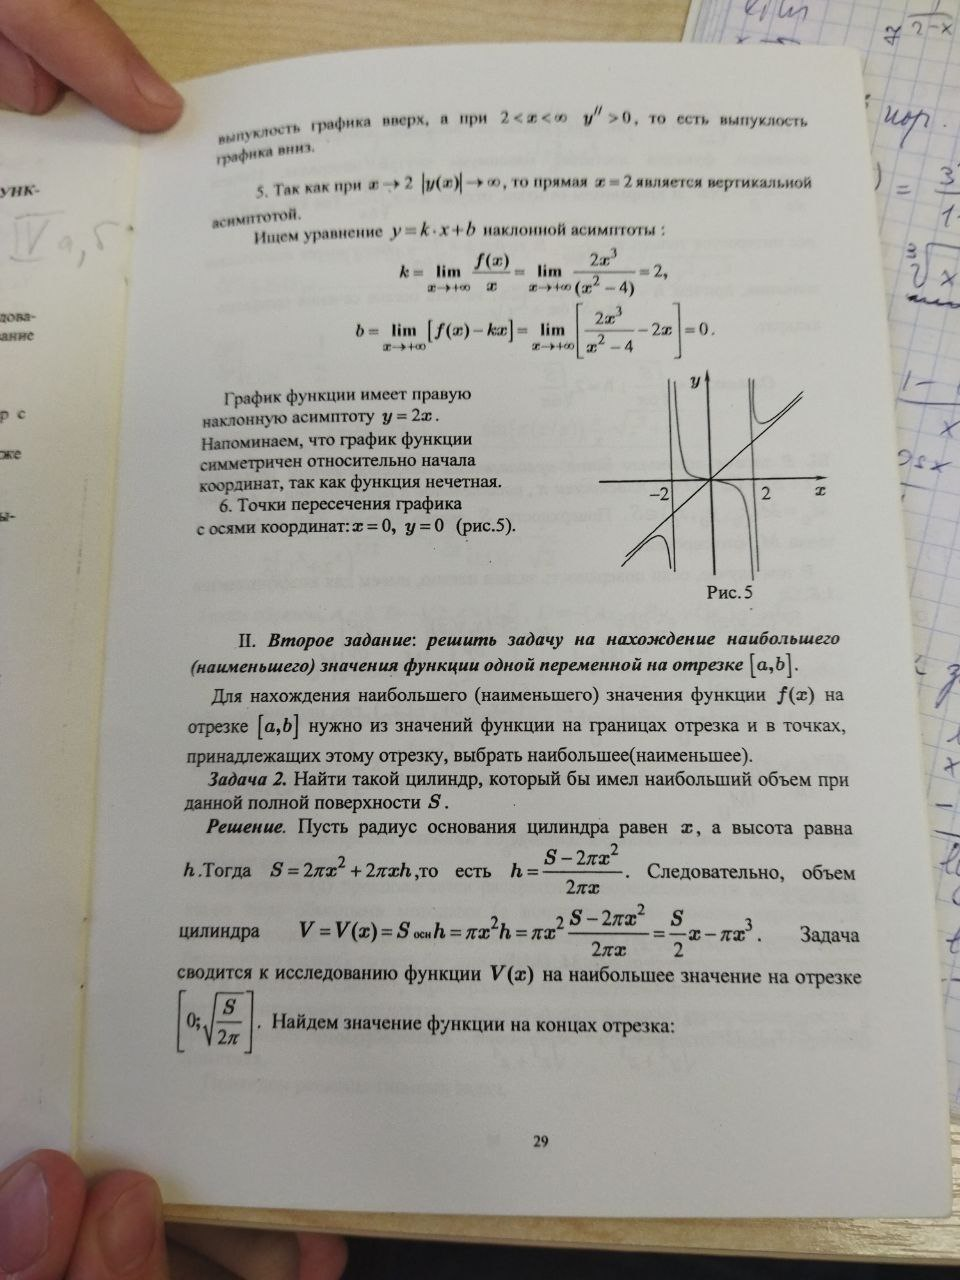 выпуклость графика вверх, а при 2 < x < ∞ y″ > 0, то есть выпуклость
графика вниз.
5. Так как при x → 2 |y(x)| → ∞, то прямая x = 2 является вертикальной
асимптотой.
Ищем уравнение y = k · x + b наклонной асимптоты :
k = lim x→+∞ f(x)/x = lim x→+∞ 2x³/(x² − 4) = 2,
b = lim x→+∞ [f(x) − kx] = lim x→+∞ [2x³/x² − 4 − 2x] = 0.
График функции имеет правую
наклонную асимптоту y = 2x.
Напоминаем, что график функции
симметричен относительно начала
координат, так как функция нечетная.
6. Точки пересечения графика
с осями координат: x = 0, y = 0 (рис.5).
y
−2
2
x
Рис. 5
II. Второе задание: решить задачу на нахождение наибольшего
(наименьшего) значения функции одной переменной на отрезке [a,b].
Для нахождения наибольшего (наименьшего) значения функции f(x) на
отрезке [a,b] нужно из значений функции на границах отрезка и в точках,
принадлежащих этому отрезку, выбрать наибольшее(наименьшее).
Задача 2. Найти такой цилиндр, который бы имел наибольший объем при
данной полной поверхности S.
Решение. Пусть радиус основания цилиндра равен x, а высота равна
h.Тогда S = 2πx² + 2πxh,то есть h = S − 2πx²/2πx. Следовательно, объем
цилиндра V = V(x) = S осн h = πx²h = πx² S − 2πx²/2πx = S/2 x − πx³. Задача
сводится к исследованию функции V(x) на наибольшее значение на отрезке
[0; √S/2π]. Найдем значение функции на концах отрезка:
29